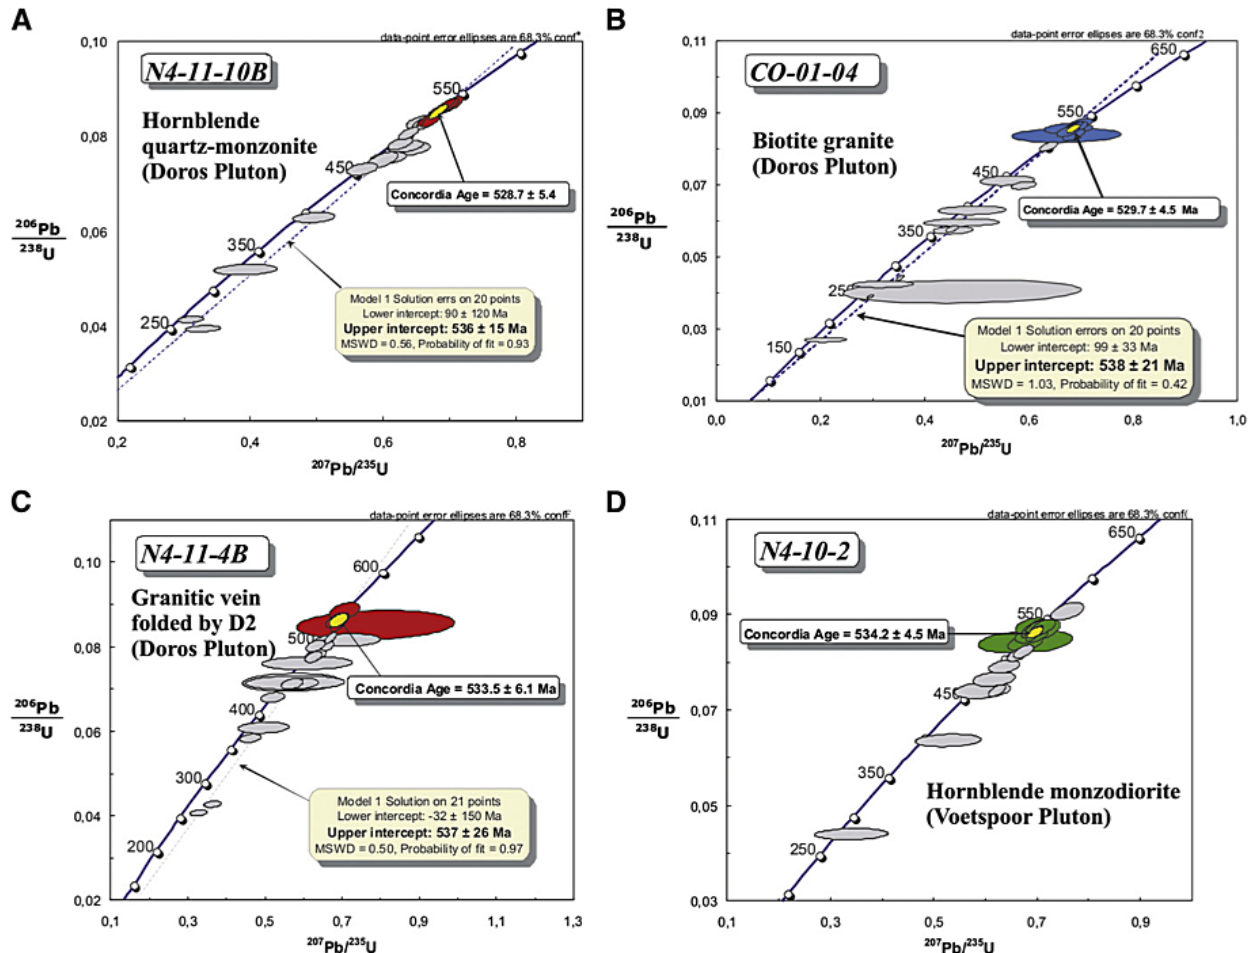 A
data-point error ellipses are 68.3% conf
0,10
N4-11-10B
550
Hornblende
quartz-monzonite
(Doros Pluton)
0,08
450
Concordia Age = 528.7 ± 5.4
206Pb
238U
0,06
350
Model 1 Solution errs on 20 points
Lower intercept: 90 ± 120 Ma
Upper intercept: 536 ± 15 Ma
MSWD = 0.56, Probability of fit = 0.93
250
0,04
0,02
0,2
0,4
0,6
0,8
207Pb/235U
B
data-point error ellipses are 68.3% conf
0,11
650
CO-01-04
550
0,09
Biotite granite
(Doros Pluton)
450
0,07
Concordia Age = 529.7 ± 4.5 Ma
206Pb
238U
350
0,05
25
Model 1 Solution errors on 20 points
Lower intercept: 99 ± 33 Ma
Upper intercept: 538 ± 21 Ma
MSWD = 1.03, Probability of fit = 0.42
0,03
150
0,01
0,0
0,2
0,4
0,6
0,8
1,0
207Pb/235U
C
data-point error ellipses are 68.3% conf
0,10
N4-11-4B
600
Granitic vein
folded by D2
(Doros Pluton)
500
0,08
Concordia Age = 533.5 ± 6.1 Ma
206Pb
238U
400
0,06
300
Model 1 Solution on 21 points
Lower intercept: -32 ± 150 Ma
Upper intercept: 537 ± 26 Ma
MSWD = 0.50, Probability of fit = 0.97
0,04
200
0,02
0,1
0,3
0,5
0,7
0,9
1,1
1,3
207Pb/235U
D
data-point error ellipses are 68.3% conf
0,11
650
N4-10-2
550
0,09
Concordia Age = 534.2 ± 4.5 Ma
450
0,07
206Pb
238U
350
Hornblende monzodiorite
(Voetspoor Pluton)
0,05
250
0,03
0,1
0,3
0,5
0,7
0,9
207Pb/235U